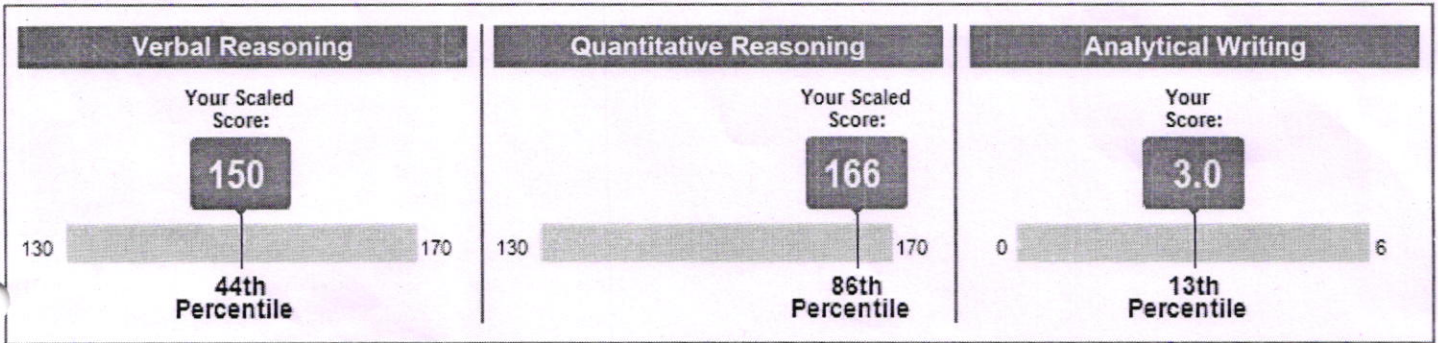 Verbal Reasoning
Your Scaled
Score:
150
130
170
44th
Percentile
Quantitative Reasoning
Your Scaled
Score:
166
130
170
86th
Percentile
Analytical Writing
Your
Score:
3.0
0
6
13th
Percentile